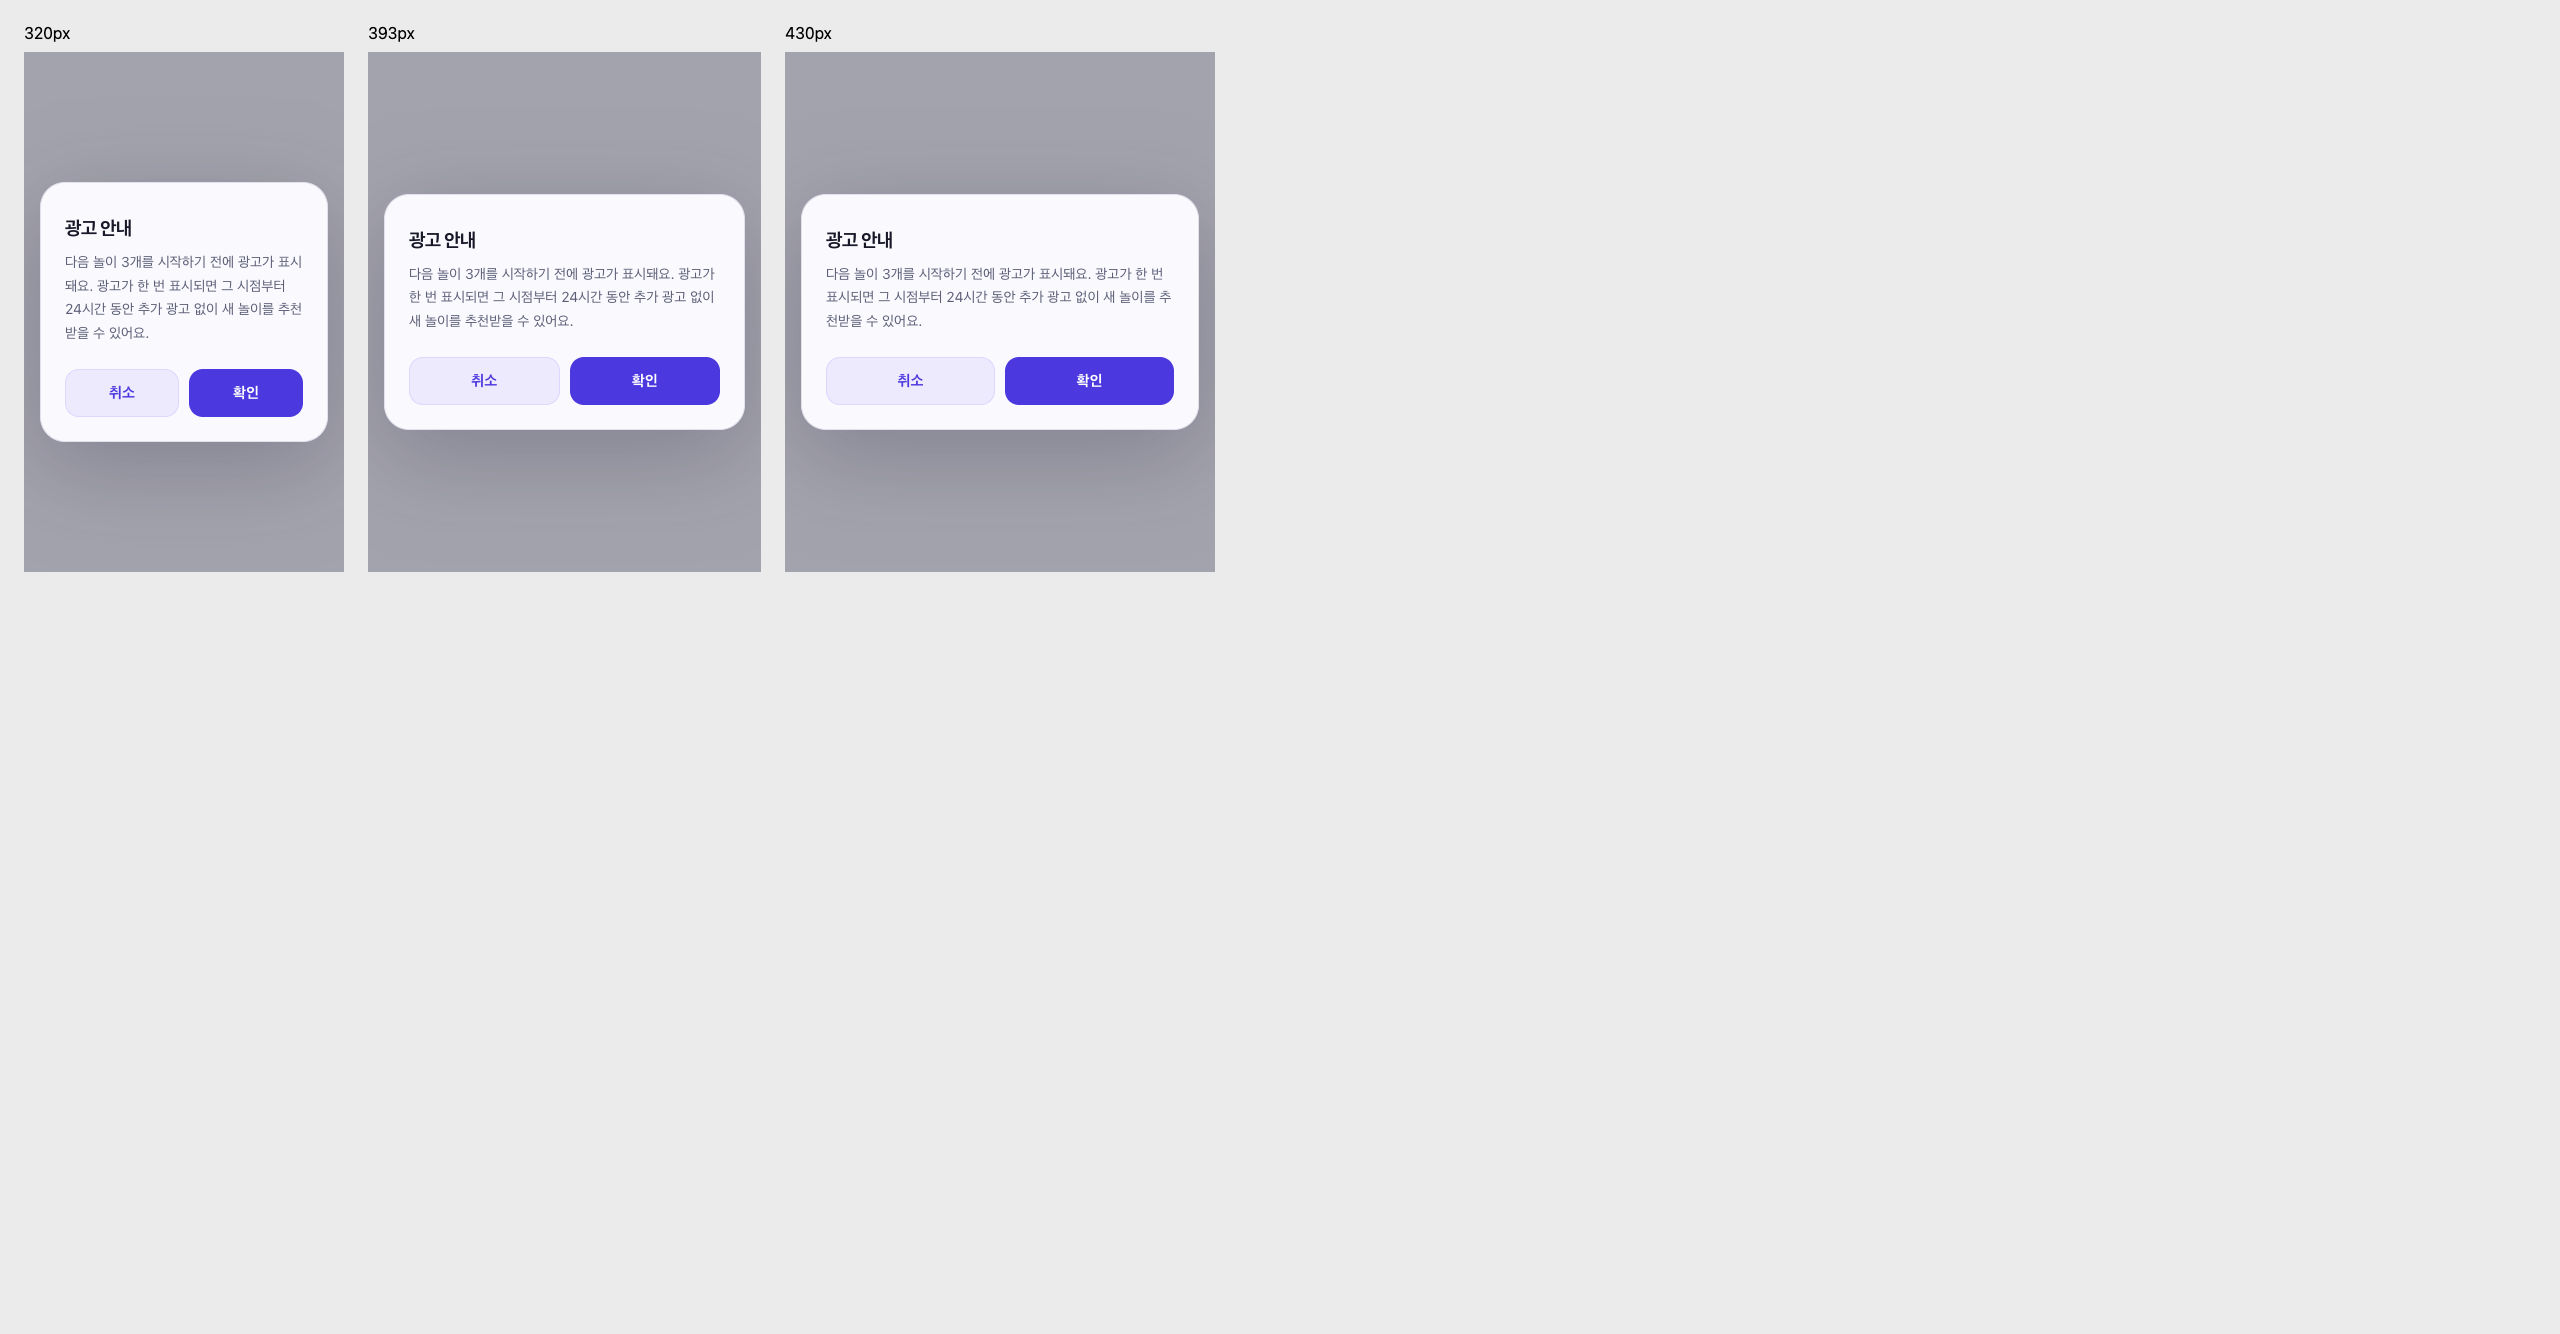 320px
광고 안내
다음 놀이 3개를 시작하기 전에 광고가 표시
돼요. 광고가 한 번 표시되면 그 시점부터
24시간 동안 추가 광고 없이 새 놀이를 추천
받을 수 있어요.
취소
확인
393px
광고 안내
다음 놀이 3개를 시작하기 전에 광고가 표시돼요. 광고가
한 번 표시되면 그 시점부터 24시간 동안 추가 광고 없이
새 놀이를 추천받을 수 있어요.
취소
확인
430px
광고 안내
다음 놀이 3개를 시작하기 전에 광고가 표시돼요. 광고가 한 번
표시되면 그 시점부터 24시간 동안 추가 광고 없이 새 놀이를 추
천받을 수 있어요.
취소
확인